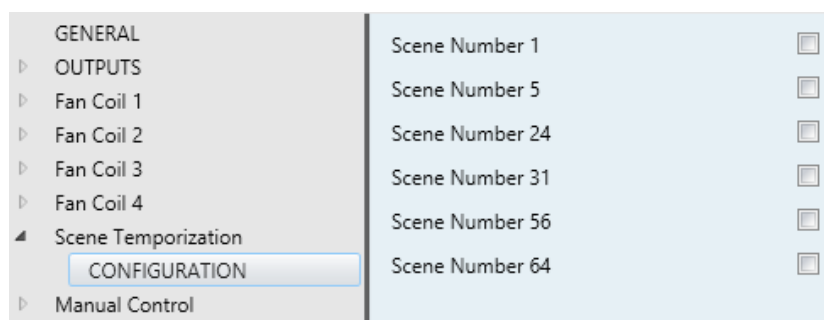 GENERAL
OUTPUTS
Fan Coil 1
Fan Coil 2
Fan Coil 3
Fan Coil 4
Scene Temporization
CONFIGURATION
Manual Control
Scene Number 1
Scene Number 5
Scene Number 24
Scene Number 31
Scene Number 56
Scene Number 64